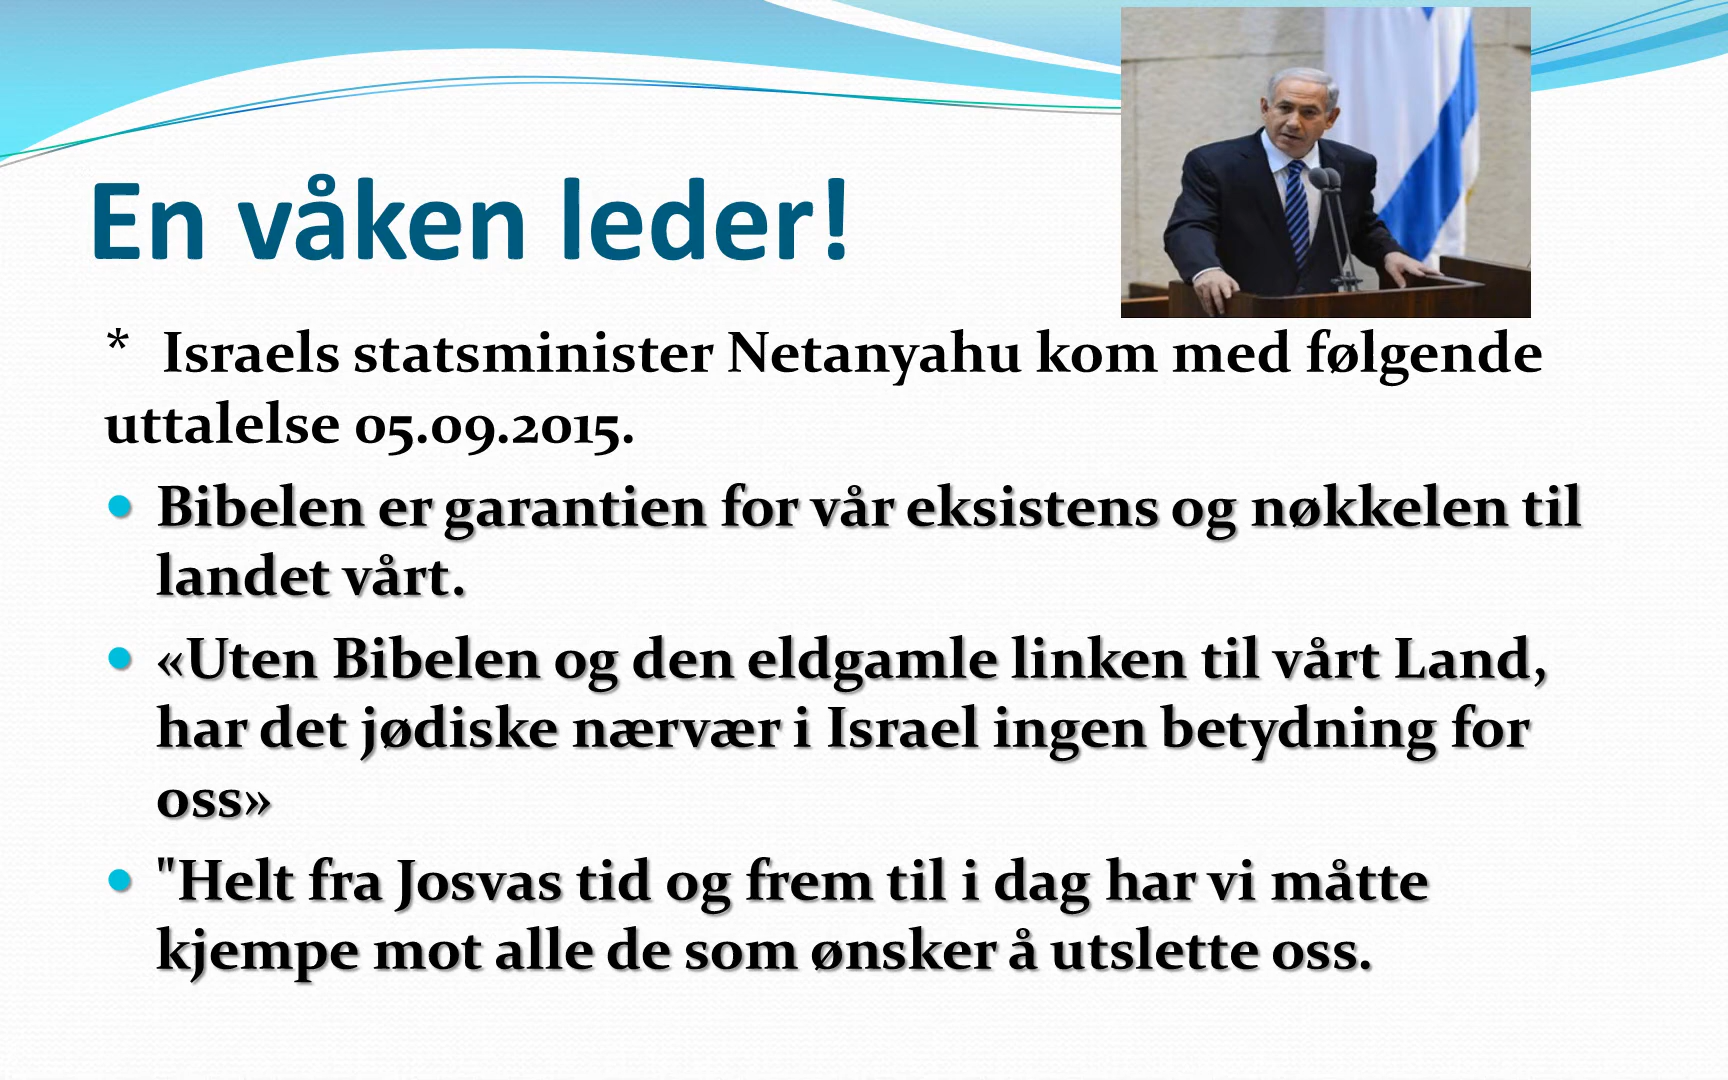 En våken leder!
* Israels statsminister Netanyahu kom med følgende
uttalelse 05.09.2015.
• Bibelen er garantien for vår eksistens og nøkkelen til
landet vårt.
• «Uten Bibelen og den eldgamle linken til vårt Land,
har det jødiske nærvær i Israel ingen betydning for
oss»
• "Helt fra Josvas tid og frem til i dag har vi måtte
kjempe mot alle de som ønsker å utslette oss.